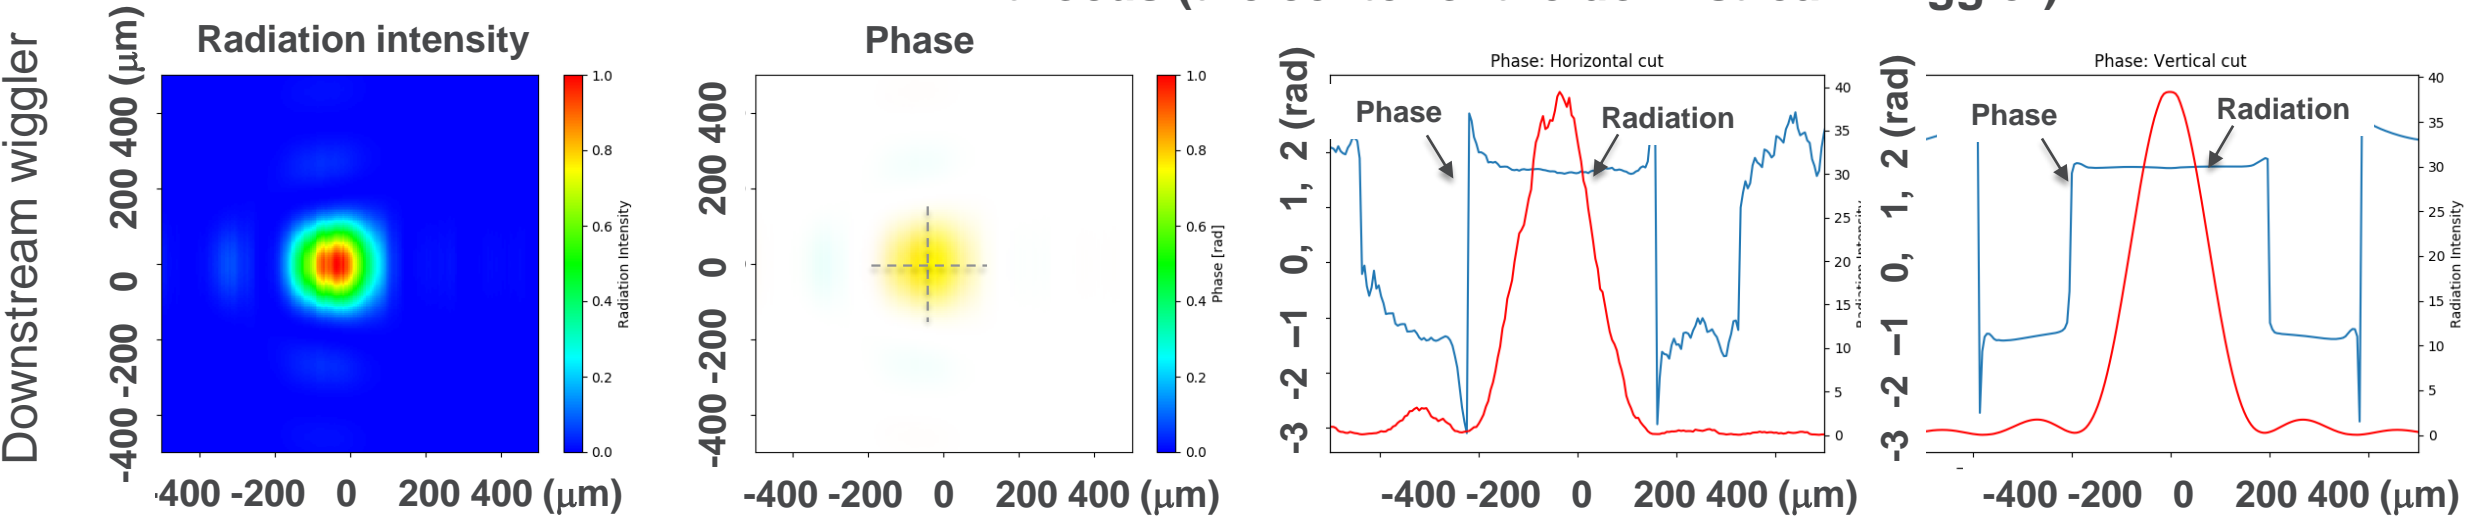 Downstream wiggler
Radiation intensity
-400 -200 0 200 400 (μm)
1.0
0.8
0.6
0.4
0.2
0.0
Radiation Intensity
-400 -200 0 200 400 (μm)
Phase
-400 -200 0 200 400
1.0
0.8
0.6
0.4
0.2
0.0
Phase [rad]
-400 -200 0 200 400 (μm)
Phase: Horizontal cut
-3 -2 −1 0, 1, 2 (rad)
Phase
Radiation
40
35
30
25
20
15
10
5
0
Radiation Intensity
-400 -200 0 200 400
Phase: Vertical cut
-3 -2 −1 0, 1, 2 (rad)
Phase
Radiation
40
35
30
25
20
15
10
5
0
Radiation Intensity
-400 -200 0 200 400 (μm)